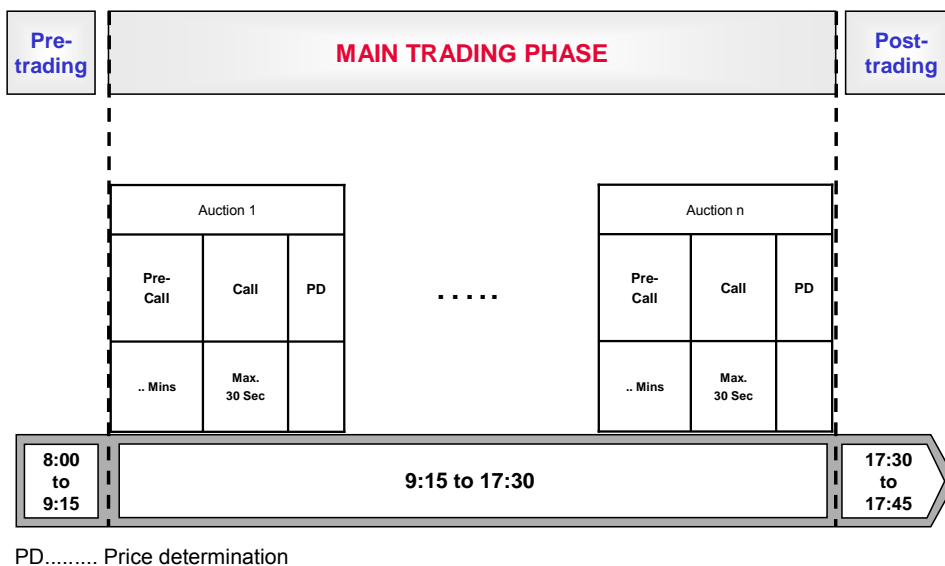 Pre-
trading
MAIN TRADING PHASE
Post-
trading
Auction 1
Pre-
Call
Call
PD
.. Mins
Max.
30 Sec
.....
Auction n
Pre-
Call
Call
PD
.. Mins
Max.
30 Sec
8:00
to
9:15
9:15 to 17:30
17:30
to
17:45
PD......... Price determination